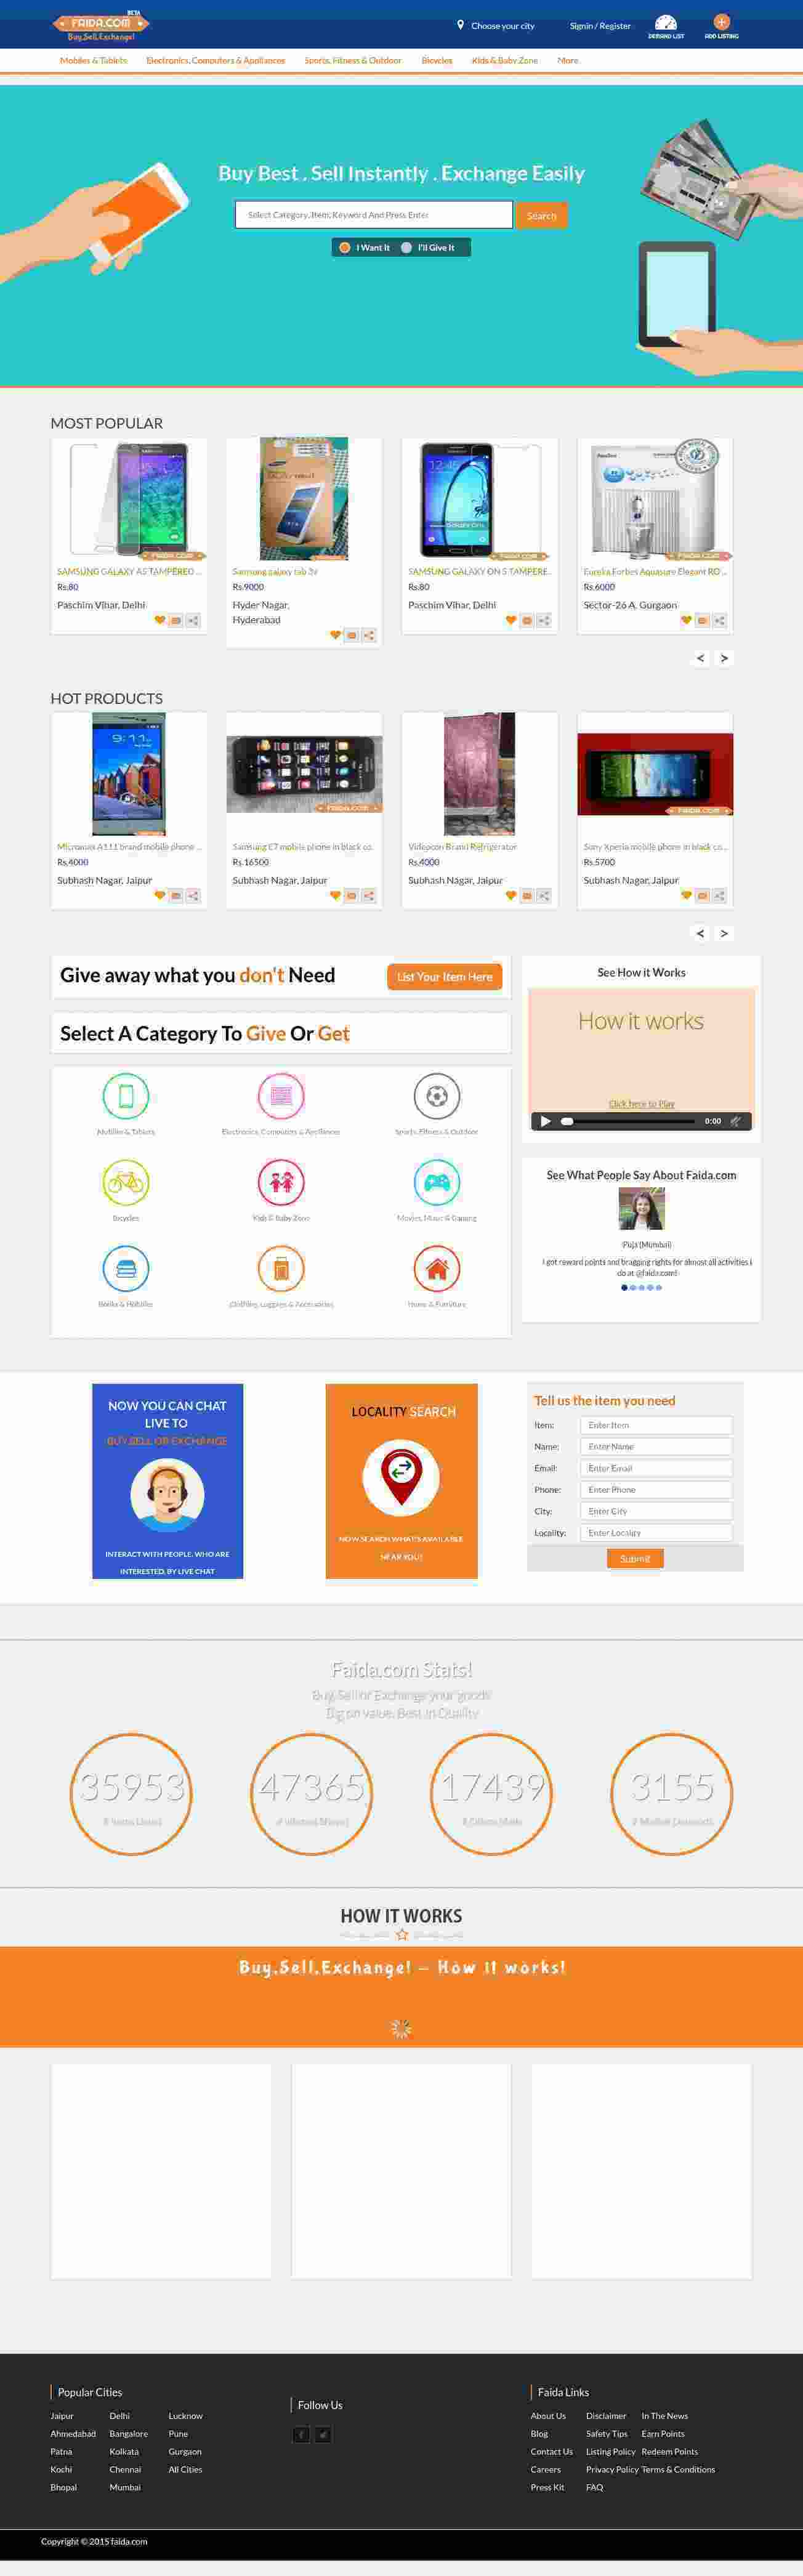 BETA
FAIDA.COM
Buy.Sell.Exchange!
Choose your city
Signin / Register
DEMAND LIST
ADD LISTING
Mobiles & Tablets
Electronics, Computers & Appliances
Sports, Fitness & Outdoor
Bicycles
Kids & Baby Zone
More
Buy Best . Sell Instantly . Exchange Easily
Select Category, Item, Keyword And Press Enter
Search
I Want It
I'll Give It
MOST POPULAR
SAMSUNG GALAXY A5 TAMPERED ...
Rs.80
Paschim Vihar, Delhi
Samsung galaxy tab 3v
Rs.9000
Hyder Nagar,
Hyderabad
SAMSUNG GALAXY ON 5 TAMPERE...
Rs.80
Paschim Vihar, Delhi
Eureka Forbes Aquasure Elegant RO ...
Rs.6000
Sector-26 A, Gurgaon
< >
HOT PRODUCTS
9:11
Micromax A111 brand mobile phone ...
Rs.4000
Subhash Nagar, Jaipur
Samsung E7 mobile phone in black co..
Rs.16500
Subhash Nagar, Jaipur
Videocon Brand Refrigerator
Rs.4000
Subhash Nagar, Jaipur
Sony Xperia mobile phone in black co...
Rs.5700
Subhash Nagar, Jaipur
< >
Give away what you don't Need
List Your Item Here
Select A Category To Give Or Get
Mobiles & Tablets
Electronics, Computers & Appliances
Sports, Fitness & Outdoor
Bicycles
Kids & Baby Zone
Movies, Music & Gaming
Books & Hobbies
Clothing, Luggage & Accessories
Home & Furniture
See How it Works
How it works
Click here to Play
0:00
See What People Say About Faida.com
Puja (Mumbai)
I got reward points and bragging rights for almost all activities i
do at @faida.com!
NOW YOU CAN CHAT
LIVE TO
BUY, SELL OR EXCHANGE
INTERACT WITH PEOPLE, WHO ARE
INTERESTED, BY LIVE CHAT
LOCALITY SEARCH
NOW SEARCH WHAT'S AVAILABLE
NEAR YOU!
Tell us the item you need
Item: Enter Item
Name: Enter Name
Email: Enter Email
Phone: Enter Phone
City: Enter City
Locality: Enter Locality
Submit
Faida.com Stats!
Buy, Sell or Exchange your goods
Big on value, Best in Quality
35953
# Items Listed
47365
17439
# Offers Made
3155
HOW IT WORKS
Buy,Sell,Exchange! – How it works!
Popular Cities
Jaipur Delhi Lucknow
Ahmedabad Bangalore Pune
Patna Kolkata Gurgaon
Kochi Chennai All Cities
Bhopal Mumbai
Follow Us
Faida Links
About Us Disclaimer In The News
Blog Safety Tips Earn Points
Contact Us Listing Policy Redeem Points
Careers Privacy Policy Terms & Conditions
Press Kit FAQ
Copyright © 2015 faida.com